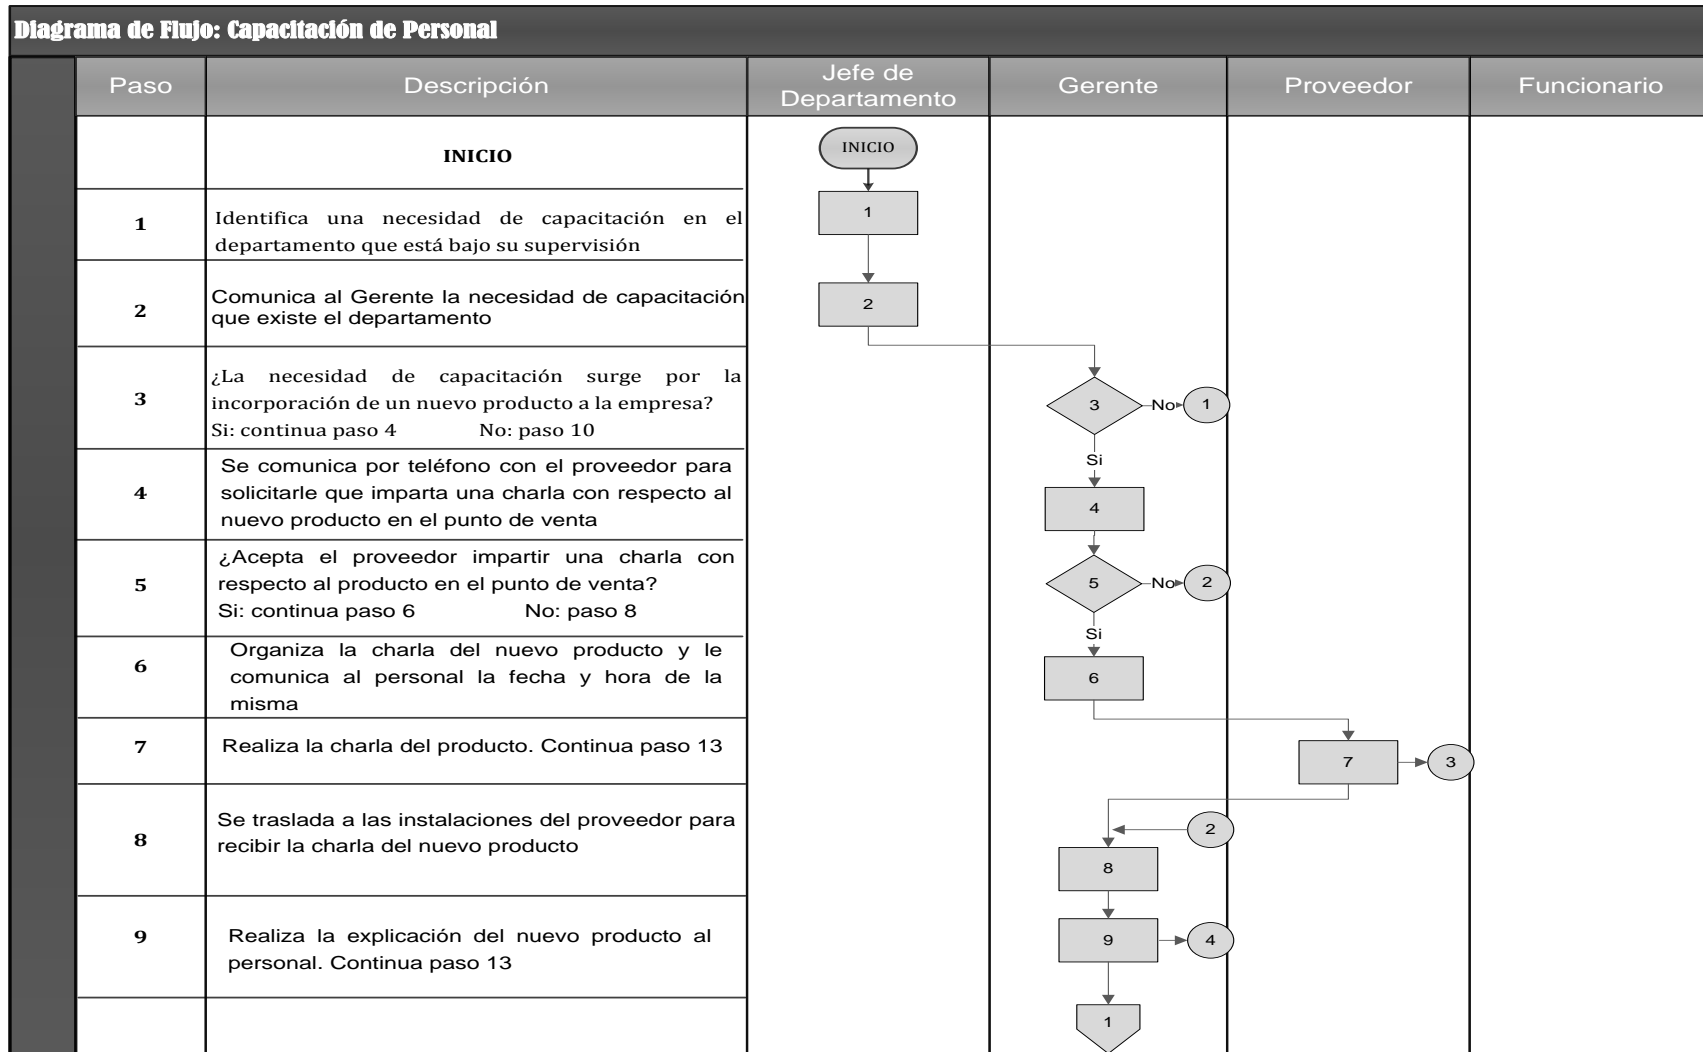 Diagrama de Flujo: Capacitación de Personal
Paso
Descripción
Jefe de
Departamento
Gerente
Proveedor
Funcionario
INICIO
INICIO
1
Identifica una necesidad de capacitación en el
departamento que está bajo su supervisión
1
2
Comunica al Gerente la necesidad de capacitación
que existe el departamento
2
3
¿La necesidad de capacitación surge por la
incorporación de un nuevo producto a la empresa?
Si: continua paso 4 No: paso 10
3
No
1
Si
4
Se comunica por teléfono con el proveedor para
solicitarle que imparta una charla con respecto al
nuevo producto en el punto de venta
4
5
¿Acepta el proveedor impartir una charla con
respecto al producto en el punto de venta?
Si: continua paso 6 No: paso 8
5
No
2
Si
6
Organiza la charla del nuevo producto y le
comunica al personal la fecha y hora de la
misma
6
7
Realiza la charla del producto. Continua paso 13
7
3
8
Se traslada a las instalaciones del proveedor para
recibir la charla del nuevo producto
2
8
9
Realiza la explicación del nuevo producto al
personal. Continua paso 13
9
4
1